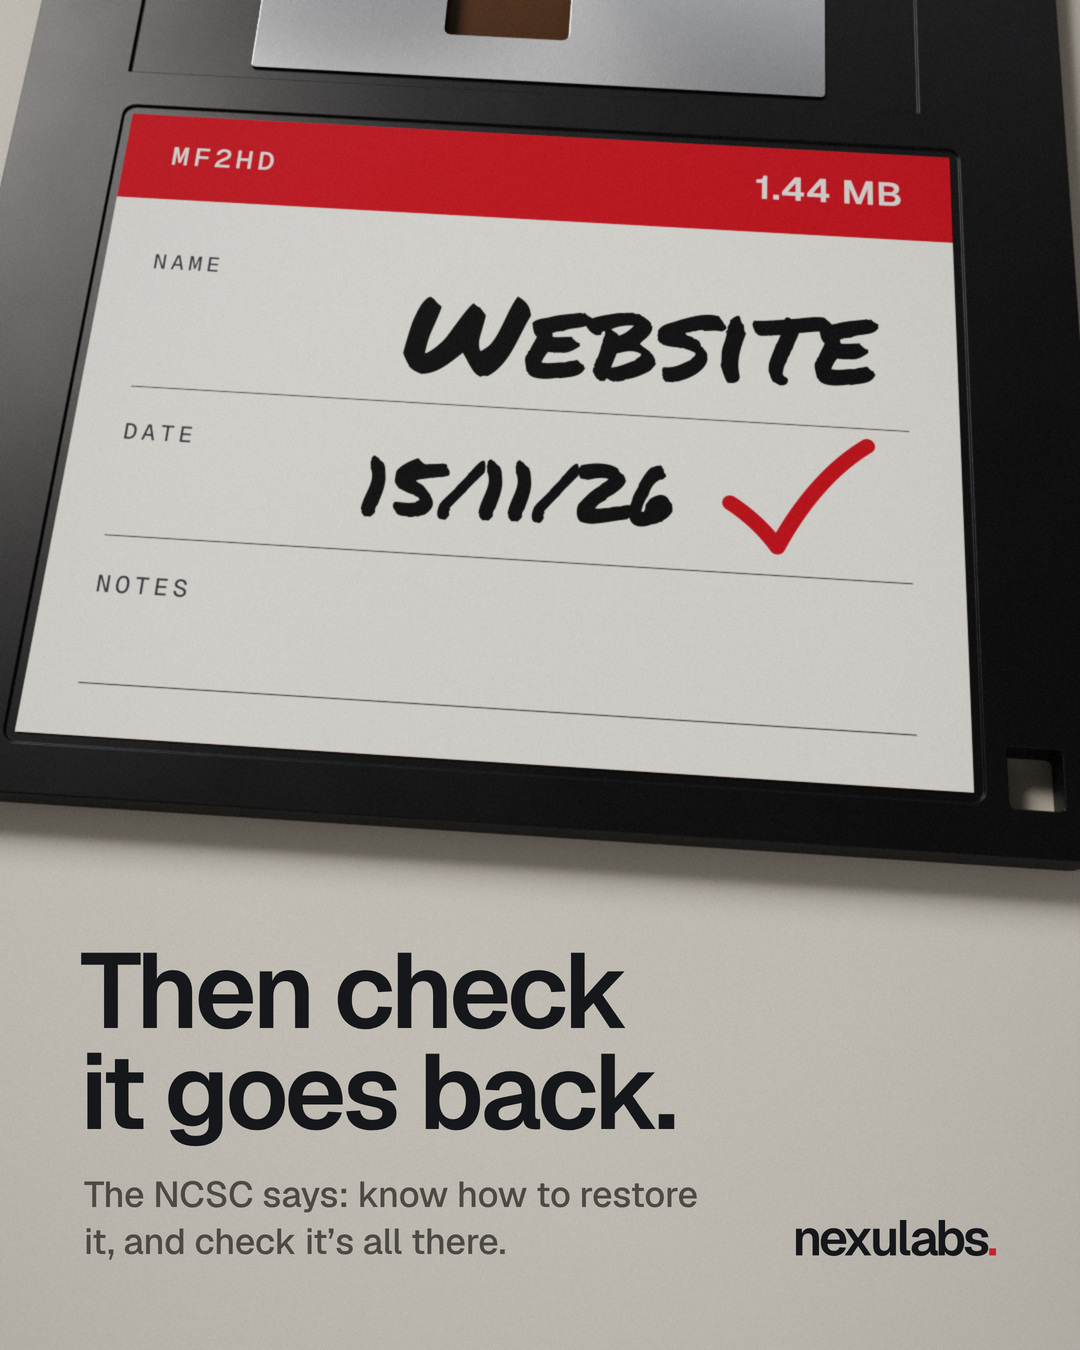 MF2HD
1.44 MB
NAME
WEBSITE
DATE
15/11/26
NOTES
Then check
it goes back.
The NCSC says: know how to restore
it, and check it’s all there.
nexulabs.